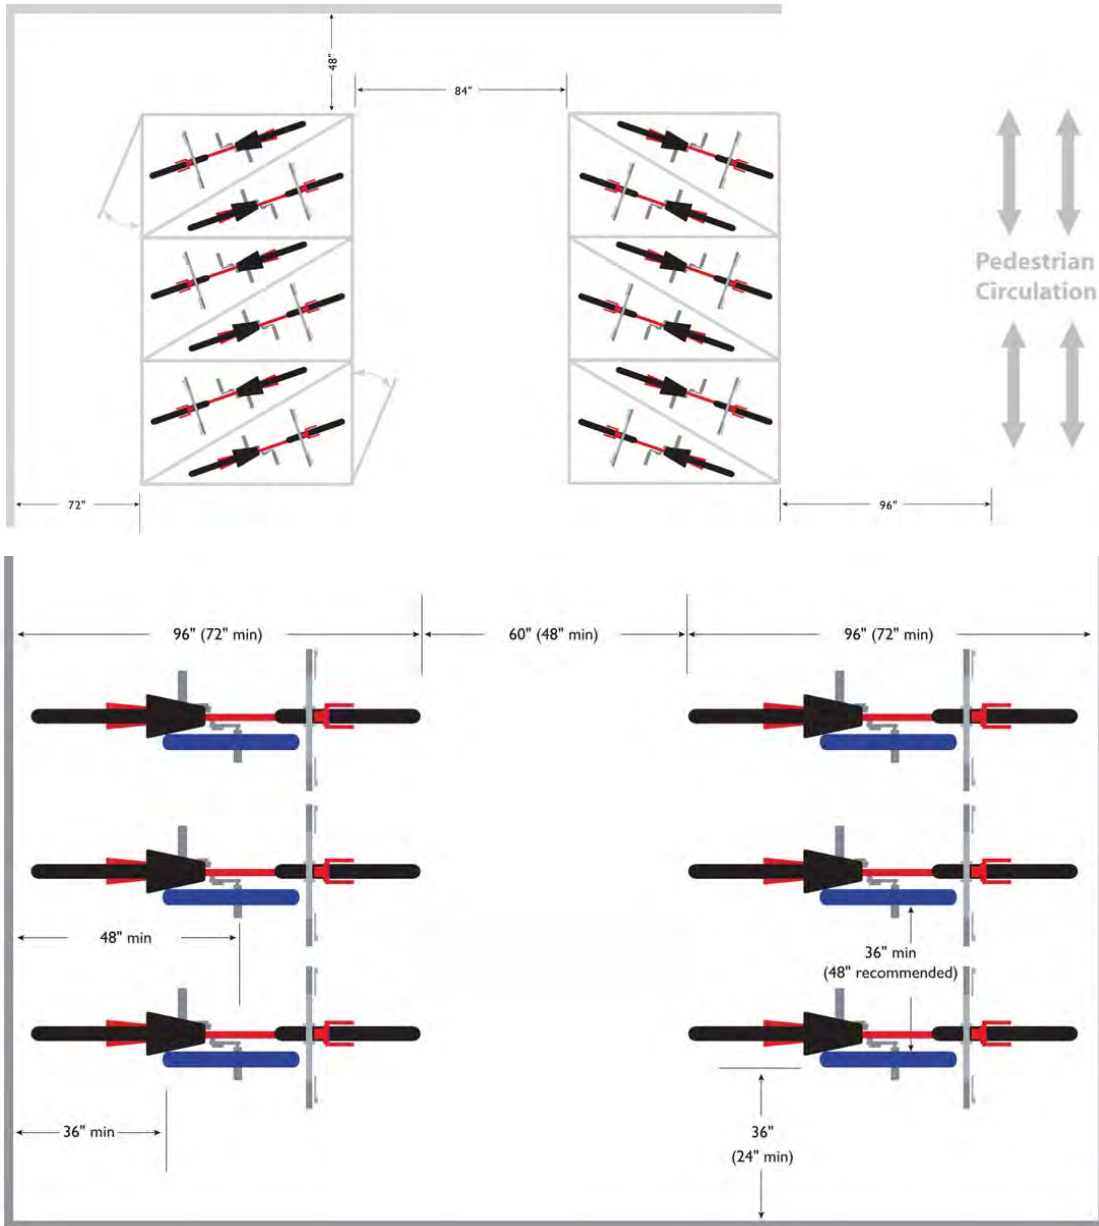 48"
84"
Pedestrian
Circulation
72"
96"
96" (72" min)
60" (48" min)
96" (72" min)
48" min
36" min
(48" recommended)
36" min
36"
(24" min)